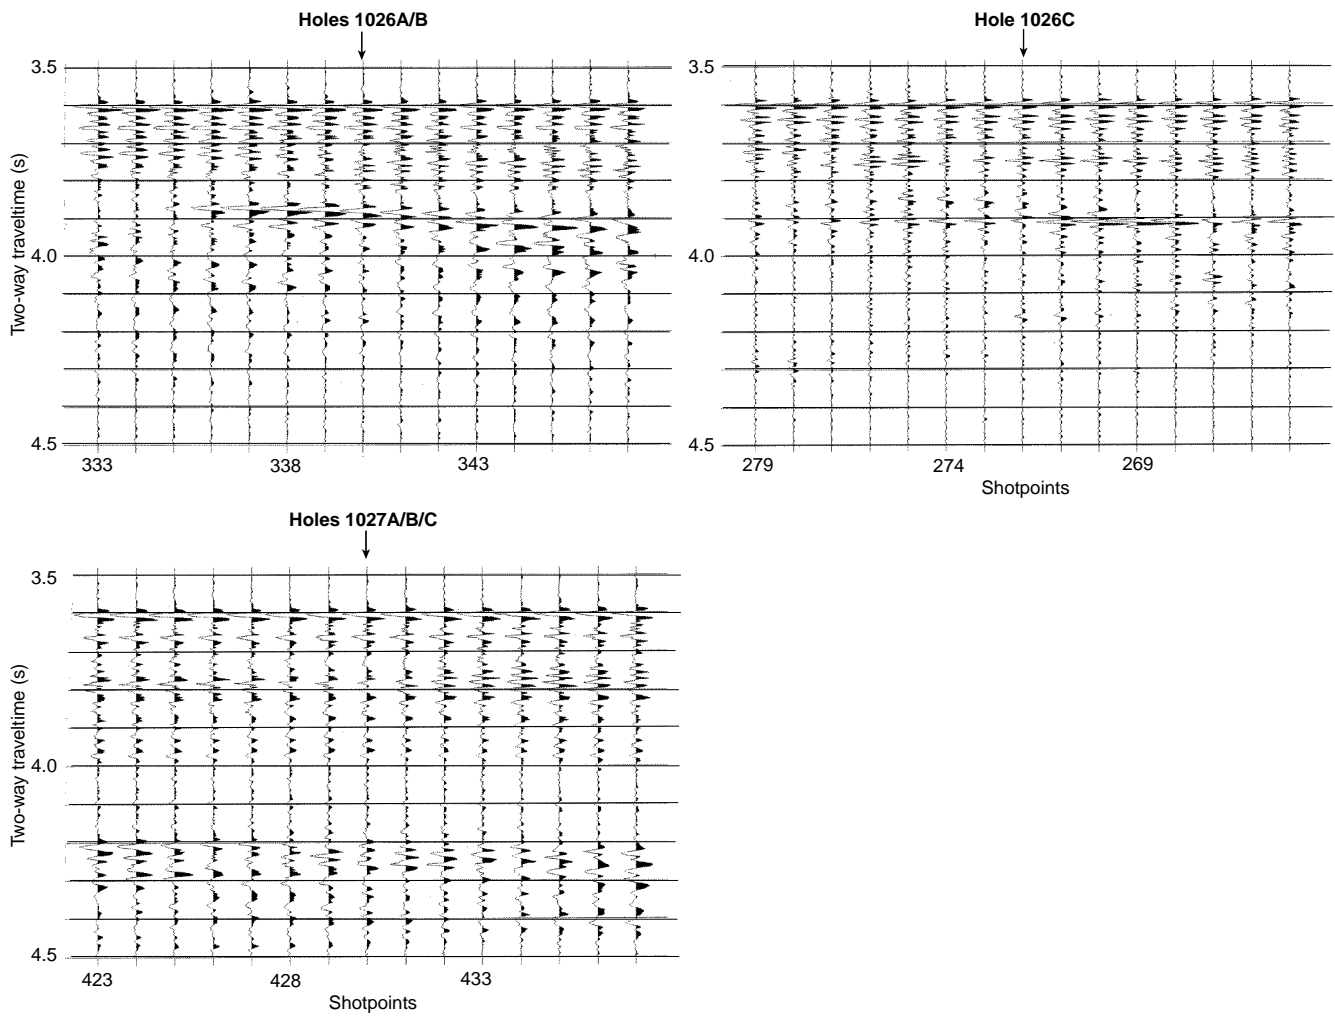 Holes 1026A/B
3.5
Two-way traveltime (s)
4.0
4.5
333 338 343
Hole 1026C
3.5
4.0
4.5
279 274 269
Shotpoints
Holes 1027A/B/C
3.5
Two-way traveltime (s)
4.0
4.5
423 428 433
Shotpoints